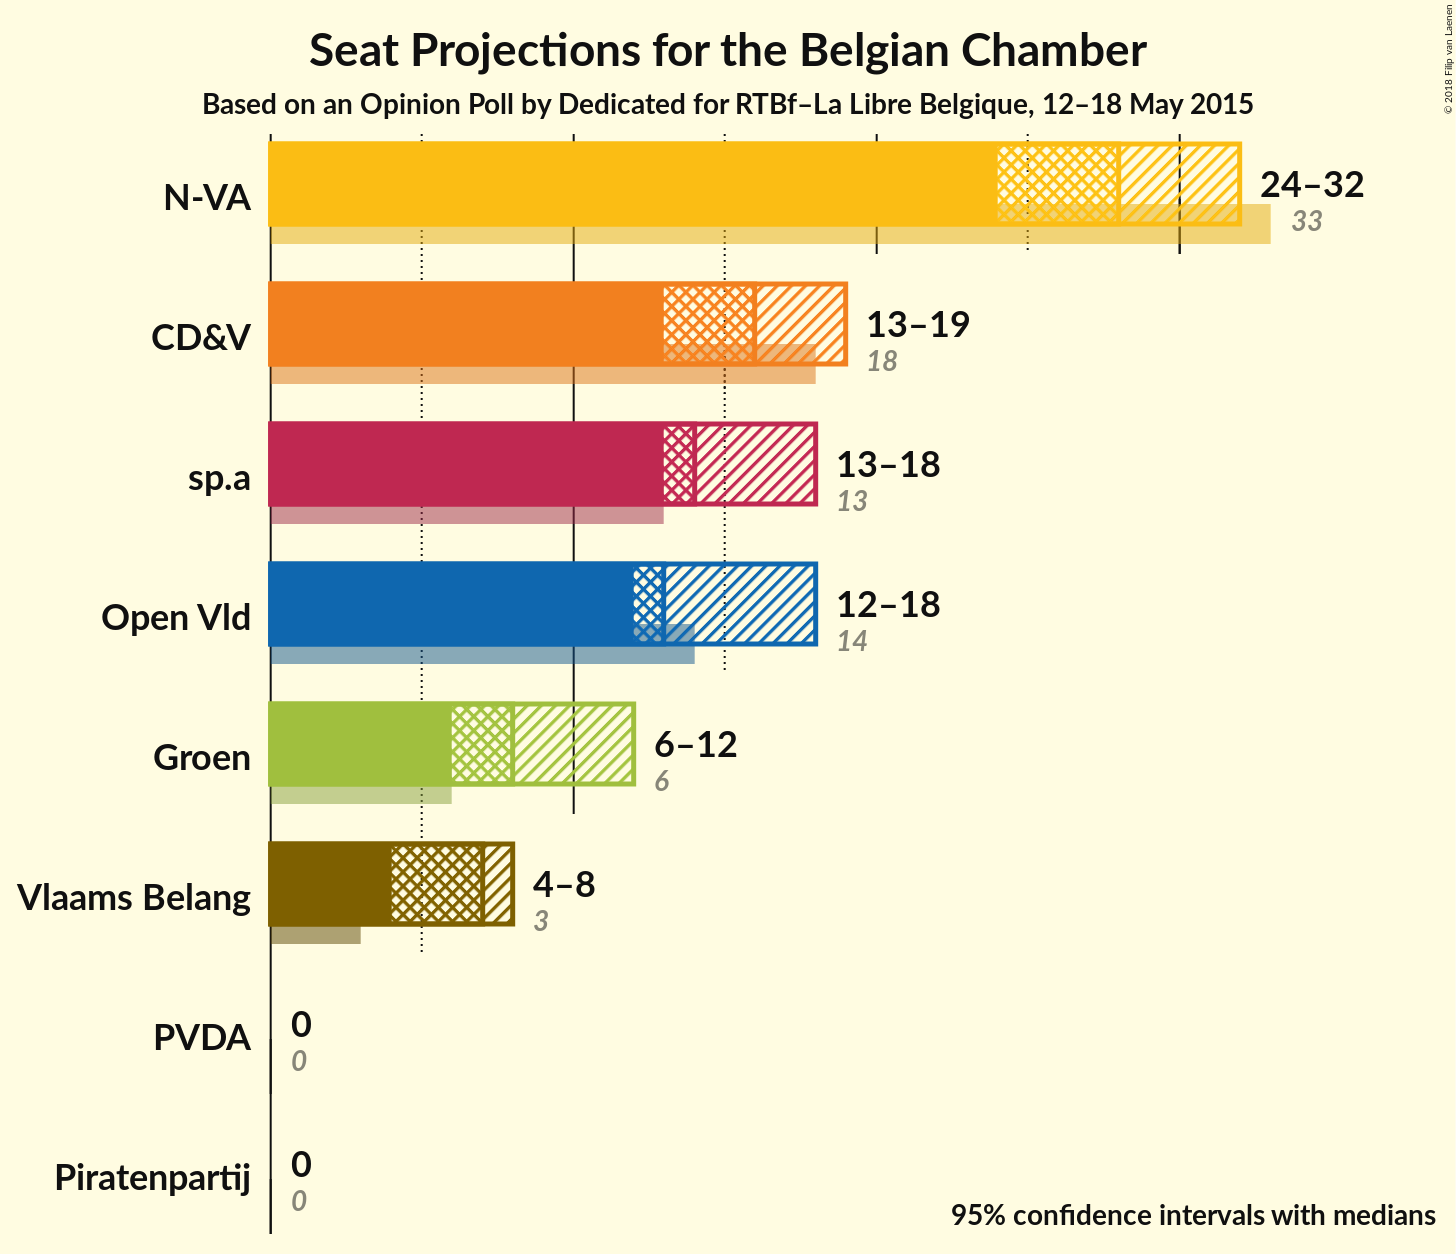 Seat Projections for the Belgian Chamber
Based on an Opinion Poll by Dedicated for RTBf–La Libre Belgique, 12–18 May 2015
© 2018 Filip van Laenen
N-VA
24–32
33
CD&V
13–19
18
sp.a
13–18
13
Open Vld
12–18
14
Groen
6–12
6
Vlaams Belang
4–8
3
PVDA
0
0
Piratenpartij
0
0
95% confidence intervals with medians